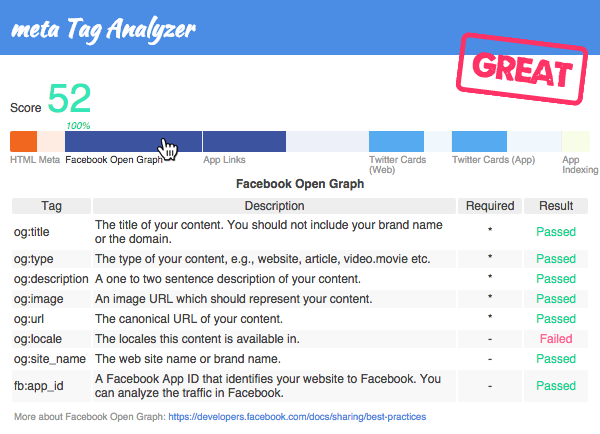 meta Tag Analyzer
GREAT
Score 52
100%
HTML Meta Facebook Open Graph App Links Twitter Cards (Web) Twitter Cards (App) App Indexing
Facebook Open Graph
Tag Description Required Result
og:title The title of your content. You should not include your brand name or the domain. * Passed
og:type The type of your content, e.g., website, article, video.movie etc. * Passed
og:description A one to two sentence description of your content. * Passed
og:image An image URL which should represent your content. * Passed
og:url The canonical URL of your content. * Passed
og:locale The locales this content is available in. - Failed
og:site_name The web site name or brand name. - Passed
fb:app_id A Facebook App ID that identifies your website to Facebook. You can analyze the traffic in Facebook. - Passed
More about Facebook Open Graph: https://developers.facebook.com/docs/sharing/best-practices